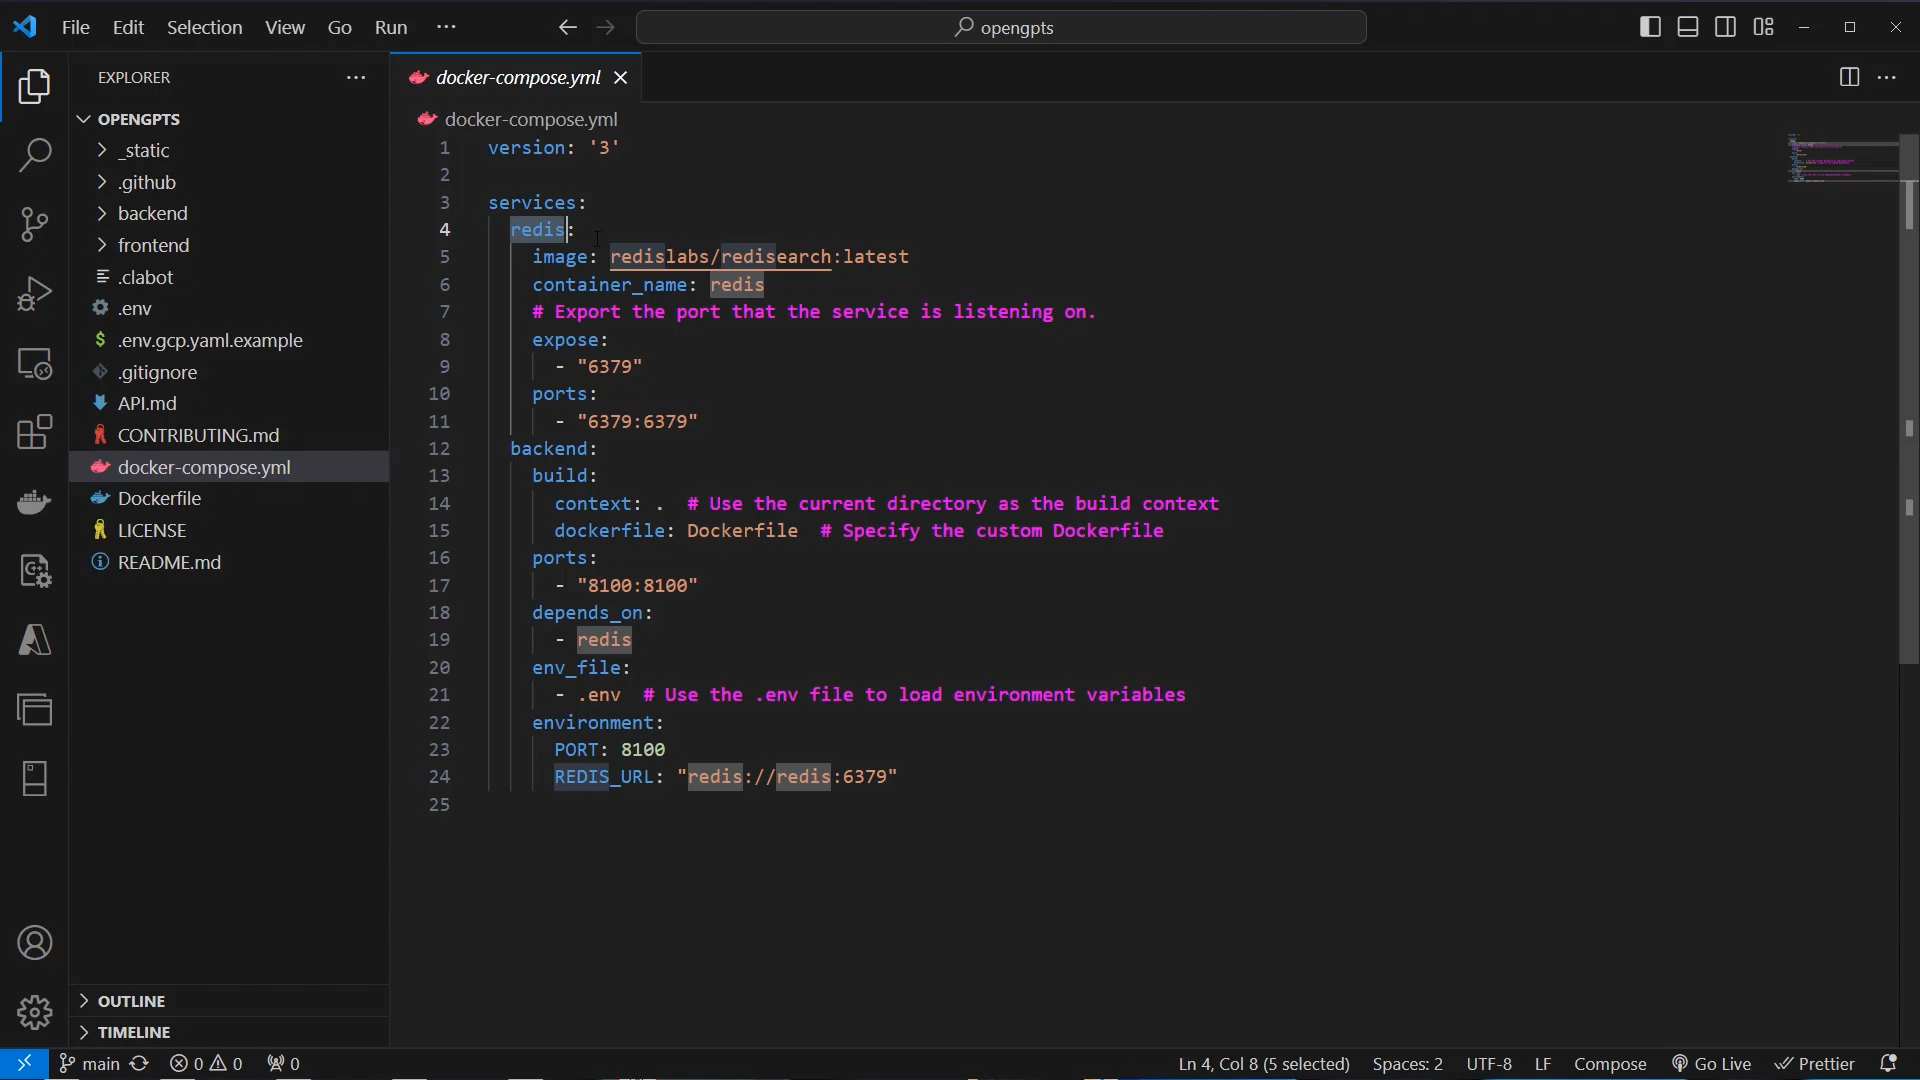 File Edit Selection View Go Run ···
opengpts
EXPLORER
OPENGPTS
_static
.github
backend
frontend
.clabot
.env
.env.gcp.yaml.example
.gitignore
API.md
CONTRIBUTING.md
docker-compose.yml
Dockerfile
LICENSE
README.md
OUTLINE
TIMELINE
docker-compose.yml
docker-compose.yml
1 version: '3'
2
3 services:
4 redis:
5 image: redislabs/redisearch:latest
6 container_name: redis
7 # Export the port that the service is listening on.
8 expose:
9 - "6379"
10 ports:
11 - "6379:6379"
12 backend:
13 build:
14 context: . # Use the current directory as the build context
15 dockerfile: Dockerfile # Specify the custom Dockerfile
16 ports:
17 - "8100:8100"
18 depends_on:
19 - redis
20 env_file:
21 - .env # Use the .env file to load environment variables
22 environment:
23 PORT: 8100
24 REDIS_URL: "redis://redis:6379"
25
main 0 0 0 Ln 4, Col 8 (5 selected) Spaces: 2 UTF-8 LF Compose Go Live Prettier